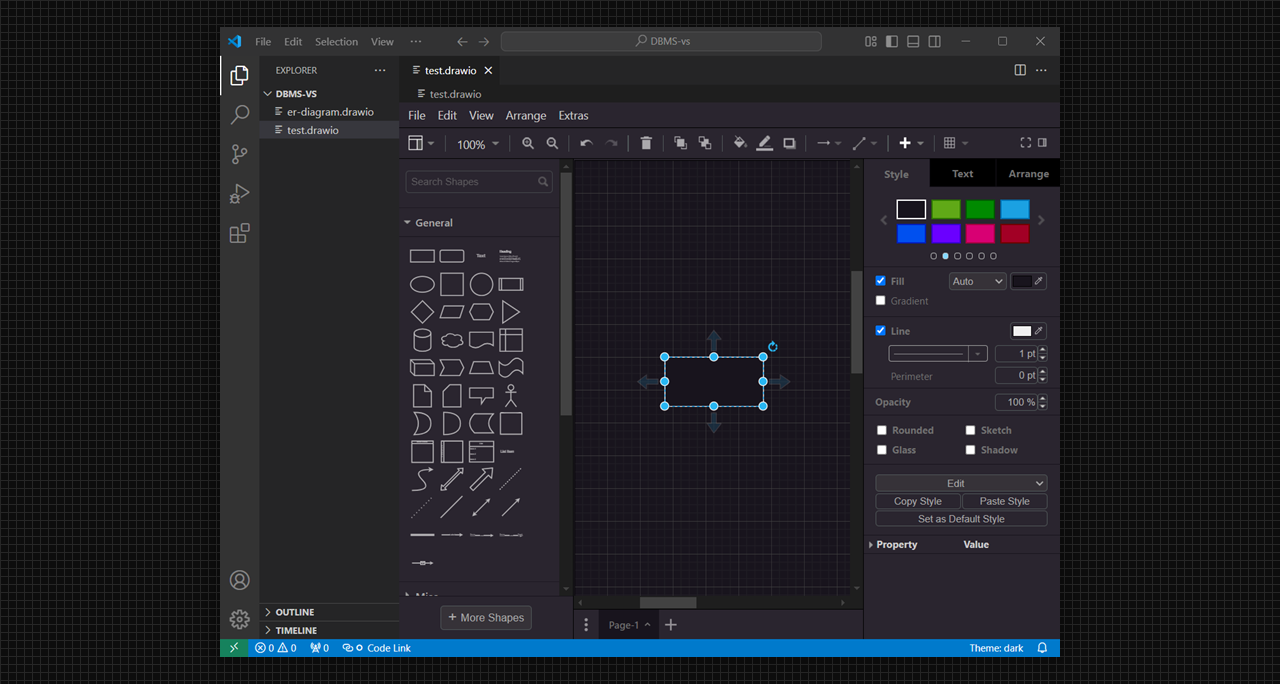 File Edit Selection View ··· DBMS-vs
EXPLORER ···
DBMS-VS
er-diagram.drawio
test.drawio
OUTLINE
TIMELINE
test.drawio
test.drawio
File Edit View Arrange Extras
100%
Search Shapes
General
Text
Heading
List Item
+ More Shapes
Page-1
Style Text Arrange
Fill Auto
Gradient
Line
1 pt
Perimeter 0 pt
Opacity 100 %
Rounded Sketch
Glass Shadow
Edit
Copy Style Paste Style
Set as Default Style
Property Value
0 0 0 Code Link Theme: dark